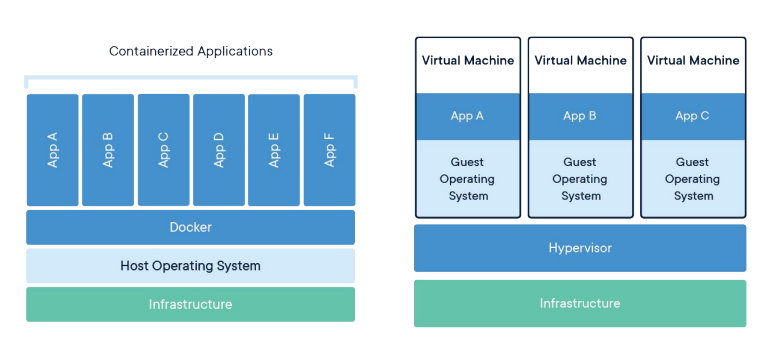 Containerized Applications
App A
App B
App C
App D
App E
App F
Docker
Host Operating System
Infrastructure
Virtual Machine
App A
Guest
Operating
System
Virtual Machine
App B
Guest
Operating
System
Virtual Machine
App C
Guest
Operating
System
Hypervisor
Infrastructure